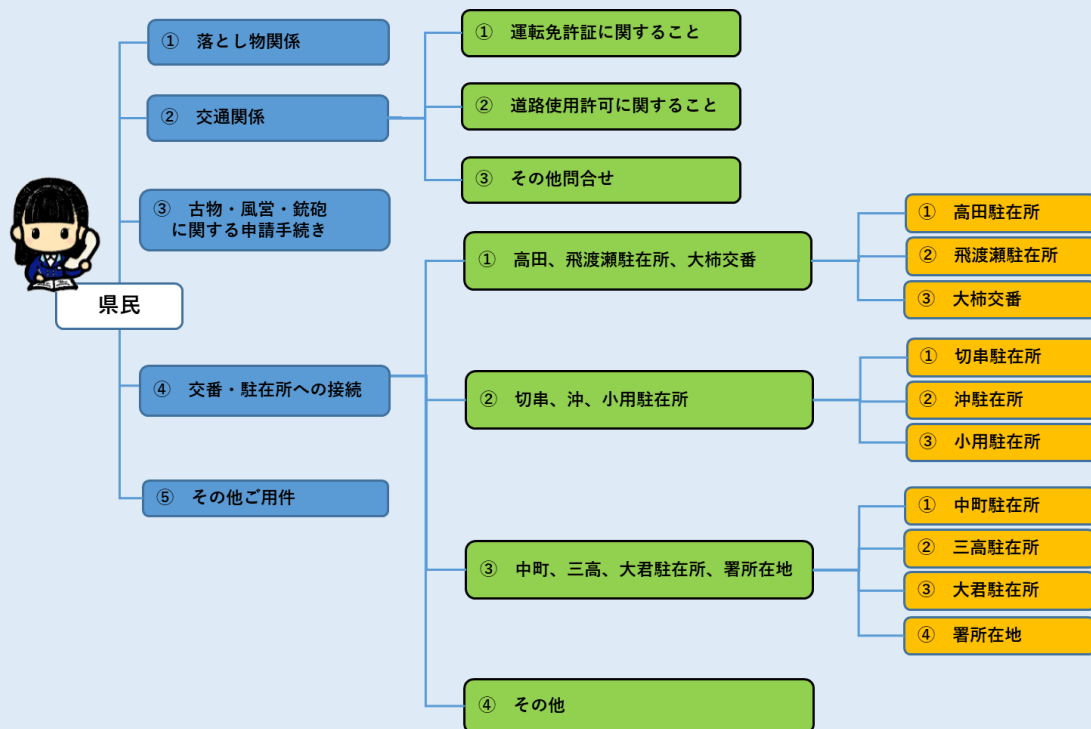 県民
① 落とし物関係
② 交通関係
③ 古物・風営・銃砲
に関する申請手続き
④ 交番・駐在所への接続
⑤ その他ご用件
① 運転免許証に関すること
② 道路使用許可に関すること
③ その他問合せ
① 高田、飛渡瀬駐在所、大柿交番
② 切串、沖、小用駐在所
③ 中町、三高、大君駐在所、署所在地
④ その他
① 高田駐在所
② 飛渡瀬駐在所
③ 大柿交番
① 切串駐在所
② 沖駐在所
③ 小用駐在所
① 中町駐在所
② 三高駐在所
③ 大君駐在所
④ 署所在地